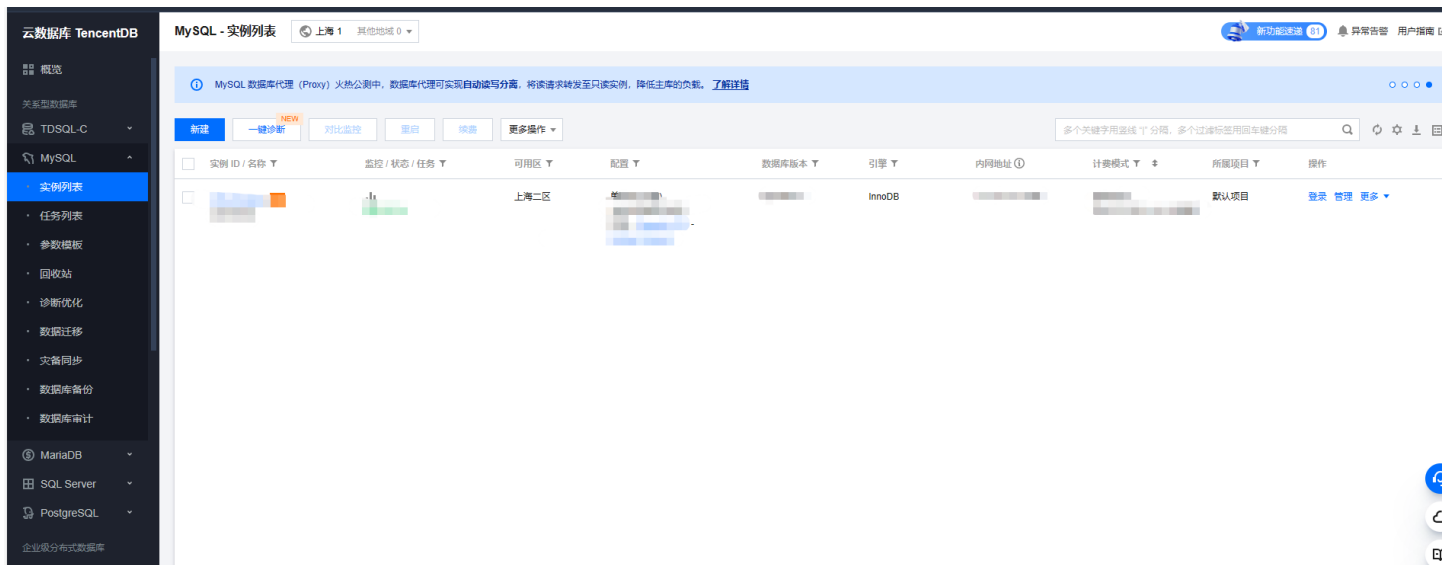 云数据库 TencentDB
概览
关系型数据库
TDSQL-C
MySQL
实例列表
任务列表
参数模板
回收站
诊断优化
数据迁移
灾备同步
数据库备份
数据库审计
MariaDB
SQL Server
PostgreSQL
企业级分布式数据库
MySQL - 实例列表 上海 1 其他地域 0
新功能速递 81 异常告警 用户指南
MySQL 数据库代理（Proxy）火热公测中，数据库代理可实现自动读写分离，将读请求转发至只读实例，降低主库的负载。 了解详情
新建 一键诊断 NEW 对比监控 重启 续费 更多操作
多个关键字用竖线 "|" 分隔，多个过滤标签用回车键分隔
实例 ID / 名称 监控 / 状态 / 任务 可用区 配置 数据库版本 引擎 内网地址 计费模式 所属项目 操作
上海二区 InnoDB 默认项目 登录 管理 更多